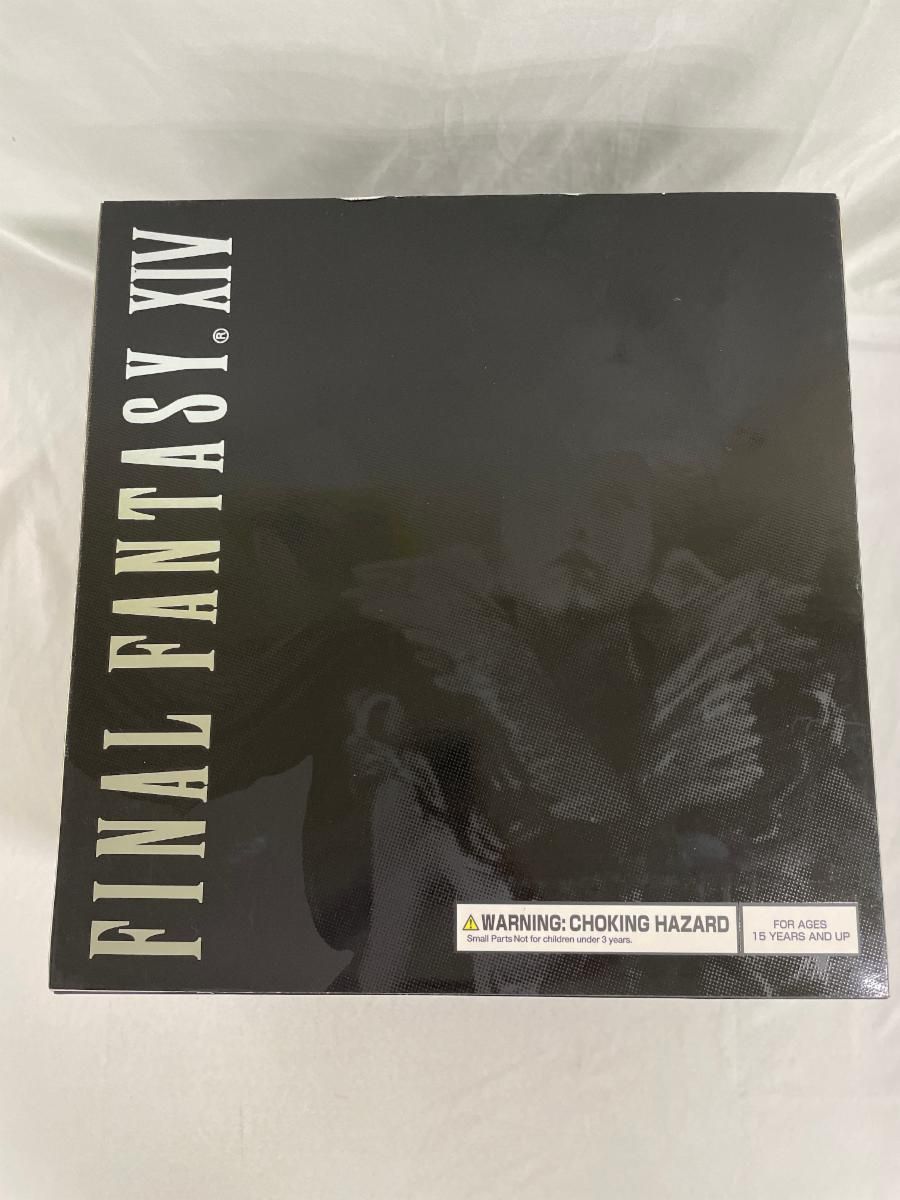 FINAL FANTASY® XIV
WARNING: CHOKING HAZARD
Small Parts Not for children under 3 years.
FOR AGES
15 YEARS AND UP